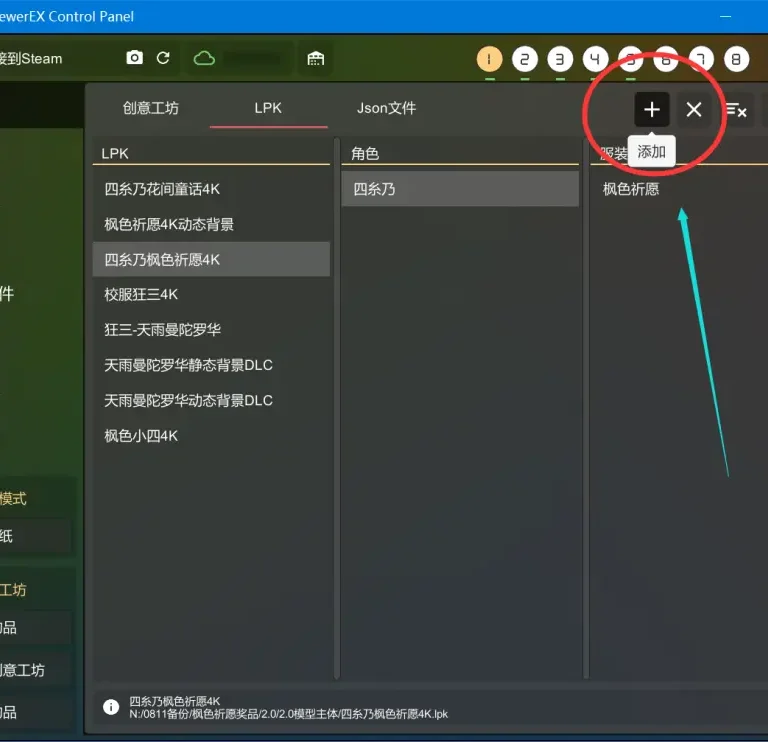 ewerEX Control Panel
接到Steam
1 2 3 4 5 6 7 8
创意工坊 LPK Json文件
添加
LPK 角色 服装
四糸乃花间童话4K 四糸乃 枫色祈愿
枫色祈愿4K动态背景
四糸乃枫色祈愿4K
件 校服狂三4K
狂三-天雨曼陀罗华
天雨曼陀罗华静态背景DLC
天雨曼陀罗华动态背景DLC
枫色小四4K
模式
纸
工坊
物品
创意工坊
物品
四糸乃枫色祈愿4K
N:/0811备份/枫色祈愿奖品/2.0/2.0模型主体/四糸乃枫色祈愿4K.lpk